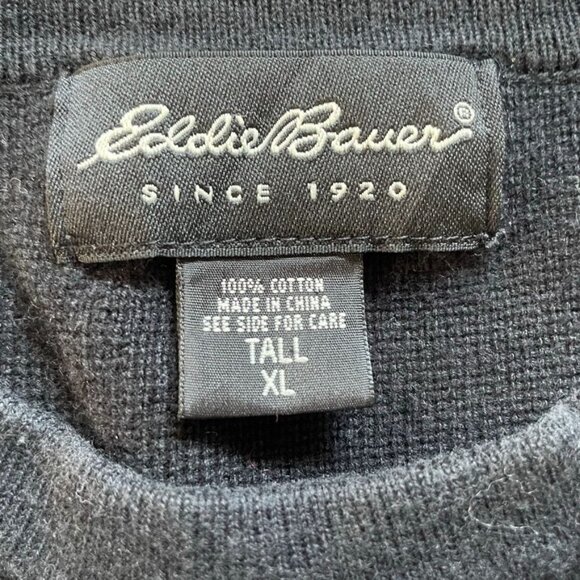 Eddie Bauer®
SINCE 1920
100% COTTON
MADE IN CHINA
SEE SIDE FOR CARE
TALL
XL